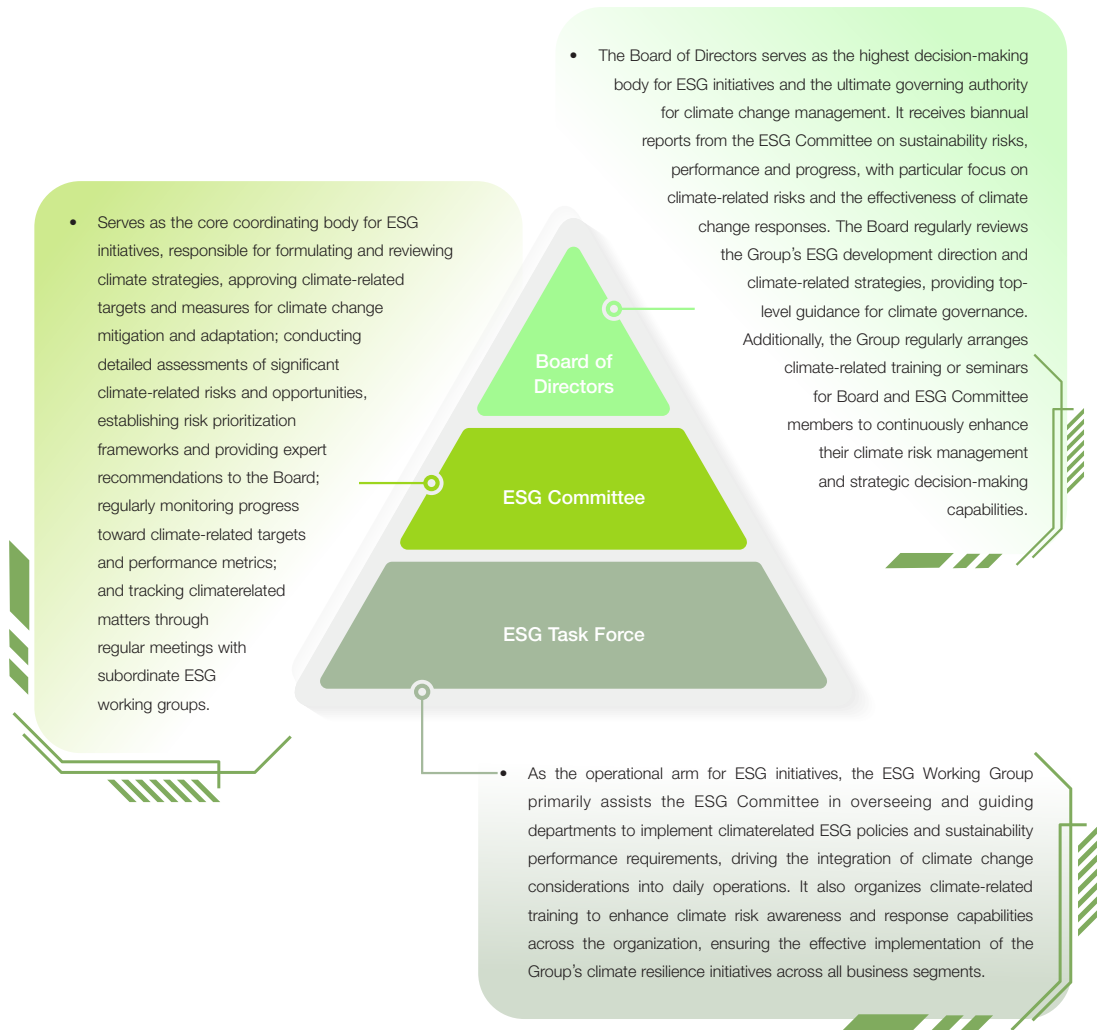 • The Board of Directors serves as the highest decision-making
body for ESG initiatives and the ultimate governing authority
for climate change management. It receives biannual
reports from the ESG Committee on sustainability risks,
performance and progress, with particular focus on
climate-related risks and the effectiveness of climate
change responses. The Board regularly reviews
the Group's ESG development direction and
climate-related strategies, providing top-
level guidance for climate governance.
Additionally, the Group regularly arranges
climate-related training or seminars
for Board and ESG Committee
members to continuously enhance
their climate risk management
and strategic decision-making
capabilities.
• Serves as the core coordinating body for ESG
initiatives, responsible for formulating and reviewing
climate strategies, approving climate-related
targets and measures for climate change
mitigation and adaptation; conducting
detailed assessments of significant
climate-related risks and opportunities,
establishing risk prioritization
frameworks and providing expert
recommendations to the Board;
regularly monitoring progress
toward climate-related targets
and performance metrics;
and tracking climaterelated
matters through
regular meetings with
subordinate ESG
working groups.
Board of
Directors
ESG Committee
ESG Task Force
• As the operational arm for ESG initiatives, the ESG Working Group
primarily assists the ESG Committee in overseeing and guiding
departments to implement climaterelated ESG policies and sustainability
performance requirements, driving the integration of climate change
considerations into daily operations. It also organizes climate-related
training to enhance climate risk awareness and response capabilities
across the organization, ensuring the effective implementation of the
Group's climate resilience initiatives across all business segments.